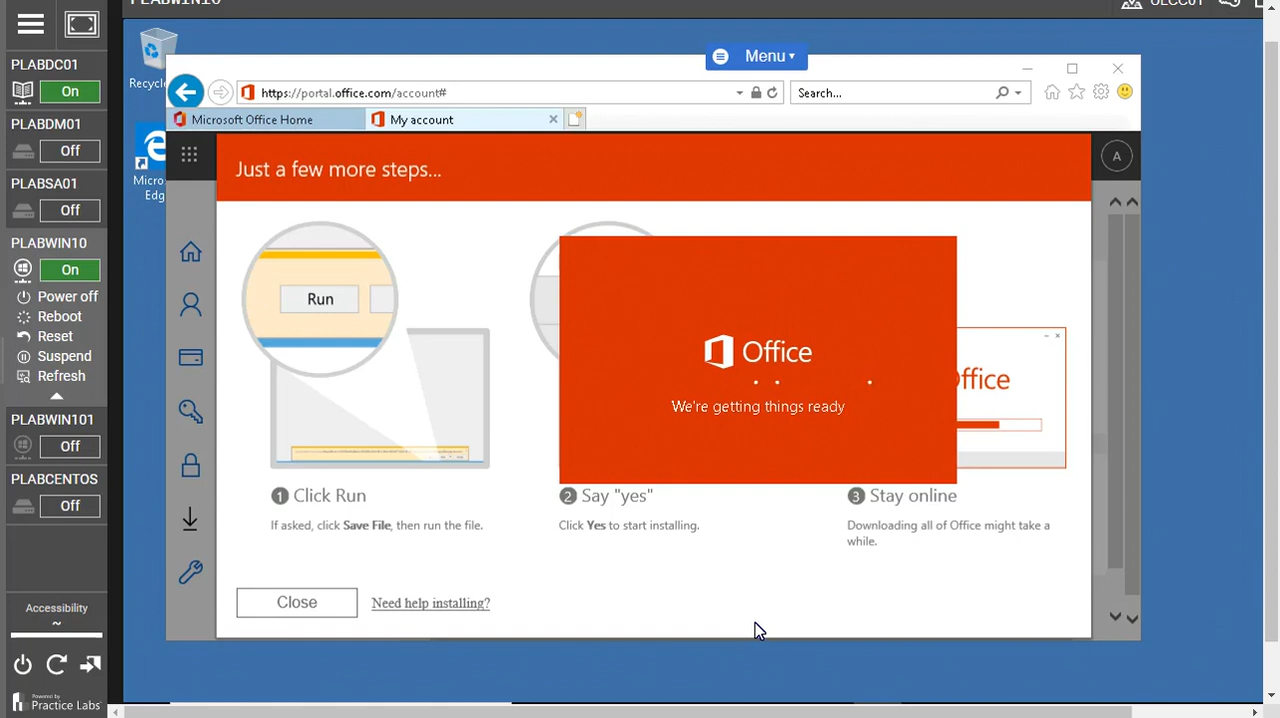 PLABWIN10
PLABDC01
On
PLABDM01
Off
PLABSA01
Off
PLABWIN10
On
Power off
Reboot
Reset
Suspend
Refresh
PLABWIN101
Off
PLABCENTOS
Off
Accessibility
~
Powered by
Practice Labs
Recycle
Micro
Edg
Menu
https://portal.office.com/account#
Search...
Microsoft Office Home
My account
A
Just a few more steps...
Run
Office
We're getting things ready
ffice
1 Click Run
If asked, click Save File, then run the file.
2 Say "yes"
Click Yes to start installing.
3 Stay online
Downloading all of Office might take a
while.
Close
Need help installing?